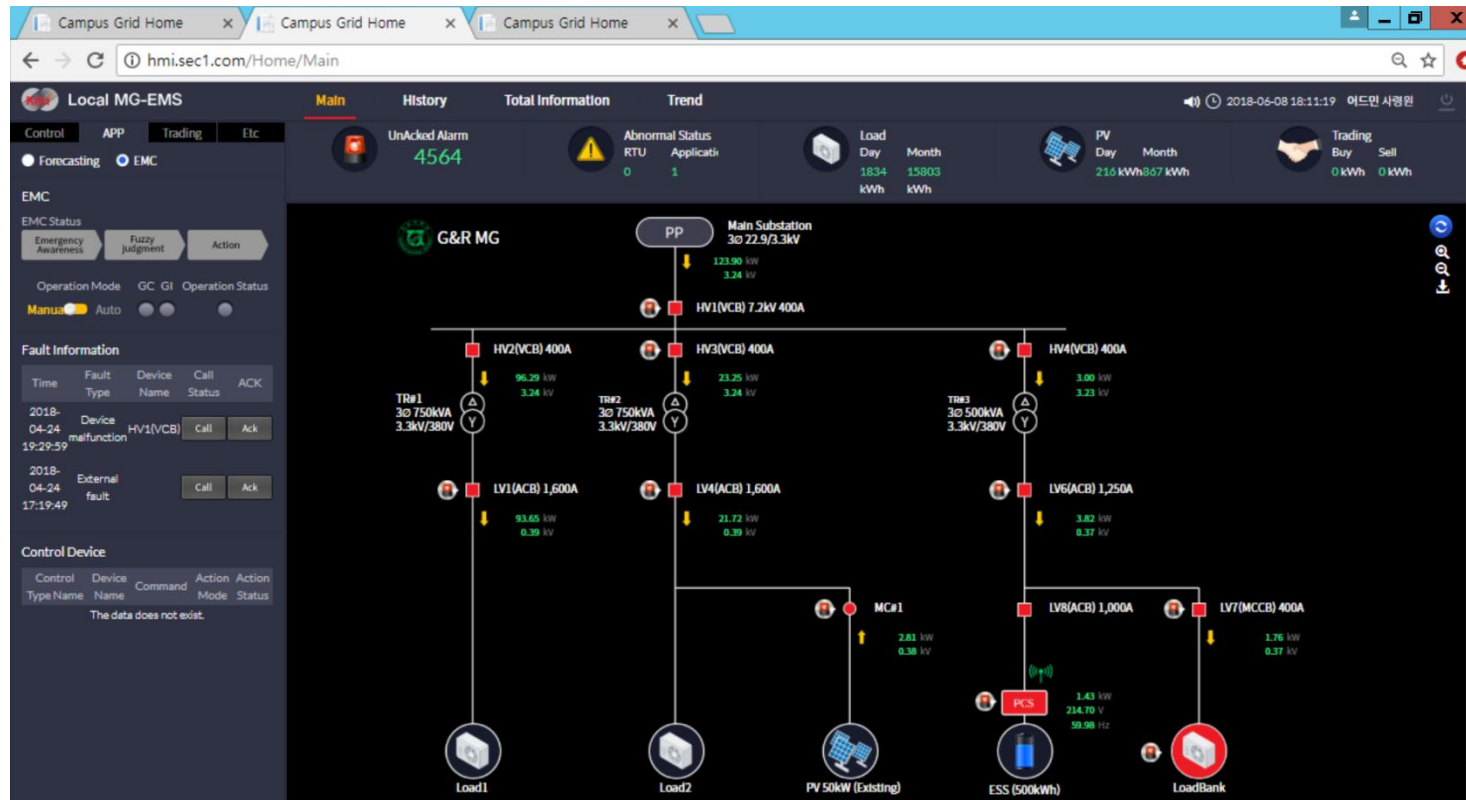 Campus Grid Home
Campus Grid Home
Campus Grid Home
hmi.sec1.com/Home/Main
Local MG-EMS
Main
History
Total Information
Trend
2018-06-08 18:11:19 어드민 사령원
Control APP Trading Etc
Forecasting EMC
EMC
EMC Status
Emergency Awareness
Fuzzy judgment
Action
Operation Mode GC GI Operation Status
Manua Auto
Fault Information
Time Fault Type Device Name Call Status ACK
2018-04-24 19:29:59 Device malfunction HV1(VCB) Call Ack
2018-04-24 17:19:49 External fault Call Ack
Control Device
Control Type Name Device Name Command Action Mode Action Status
The data does not exist.
UnAcked Alarm
4564
Abnormal Status
RTU Applicati
0 1
Load
Day Month
1834 15803
kWh kWh
PV
Day Month
216 kWh 867 kWh
Trading
Buy Sell
0 kWh 0 kWh
G&R MG
PP
Main Substation
3Ø 22.9/3.3kV
123.90 kW
3.24 kV
HV1(VCB) 7.2kV 400A
HV2(VCB) 400A
96.29 kW
3.24 kV
HV3(VCB) 400A
23.25 kW
3.24 kV
HV4(VCB) 400A
3.00 kW
3.23 kV
TR#1
3Ø 750kVA
3.3kV/380V
TR#2
3Ø 750kVA
3.3kV/380V
TR#3
3Ø 500kVA
3.3kV/380V
LV1(ACB) 1,600A
93.65 kW
0.39 kV
LV4(ACB) 1,600A
21.72 kW
0.39 kV
LV6(ACB) 1,250A
3.82 kW
0.37 kV
MC#1
2.81 kW
0.38 kV
LV8(ACB) 1,000A
LV7(MCCB) 400A
1.76 kW
0.37 kV
PCS
1.43 kW
214.70 V
59.98 Hz
Load1
Load2
PV 50kW (Existing)
ESS (500kWh)
LoadBank